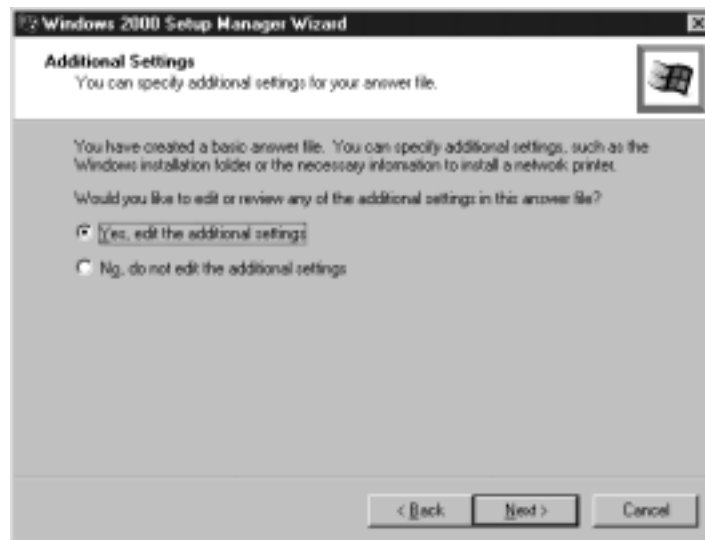 Windows 2000 Setup Manager Wizard
Additional Settings
You can specify additional settings for your answer file.
You have created a basic answer file. You can specify additional settings, such as the
Windows installation folder or the necessary information to install a network printer.
Would you like to edit or review any of the additional settings in this answer file?
Yes, edit the additional settings
No, do not edit the additional settings
< Back
Next >
Cancel